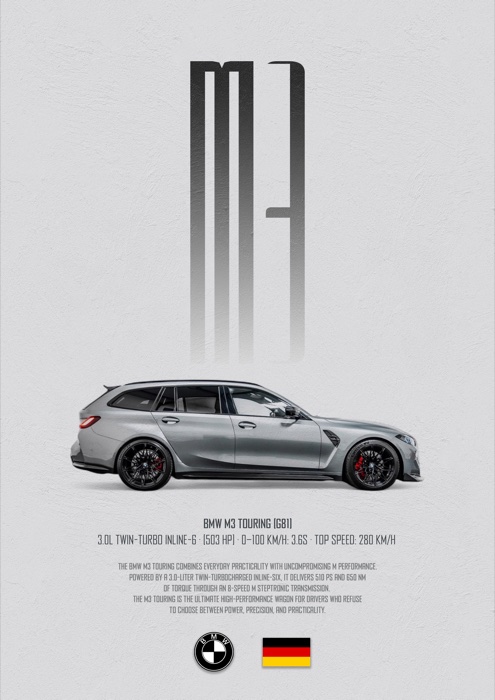 M3
BMW M3 TOURING (G81)
3.0L TWIN-TURBO INLINE-6 · (503 HP) · 0-100 KM/H: 3.6S · TOP SPEED: 280 KM/H
THE BMW M3 TOURING COMBINES EVERYORY PRACTICALITY WITH UNCOMPROMISING M PERFORMANCE.
POWERED BY A 3.0-LITER TWIN-TURBOCHARGED INLINE-SIX, IT DELIVERS 510 PS AND 650 NM
OF TORQUE THROUGH AN 8-SPEED M STEPTRONIC TRANSMISSION.
THE M3 TOURING IS THE ULTIMATE HIGH-PERFORMANCE WAGON FOR DRIVERS WHO REFUSE
TO CHOOSE BETWEEN POWER, PRECISION, AND PRACTICALITY.
BMW